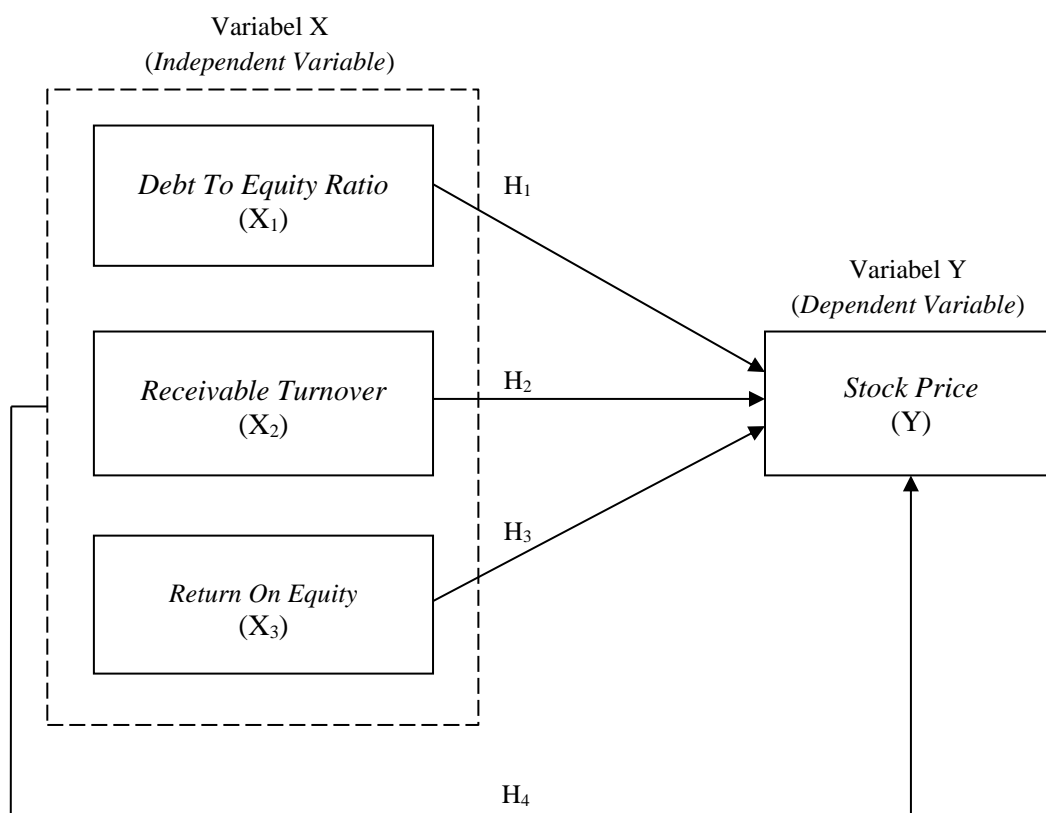 Variabel X
(Independent Variable)
Debt To Equity Ratio
(X₁)
H₁
Variabel Y
(Dependent Variable)
Receivable Turnover
(X₂)
H₂
Stock Price
(Y)
Return On Equity
(X₃)
H₃
H₄